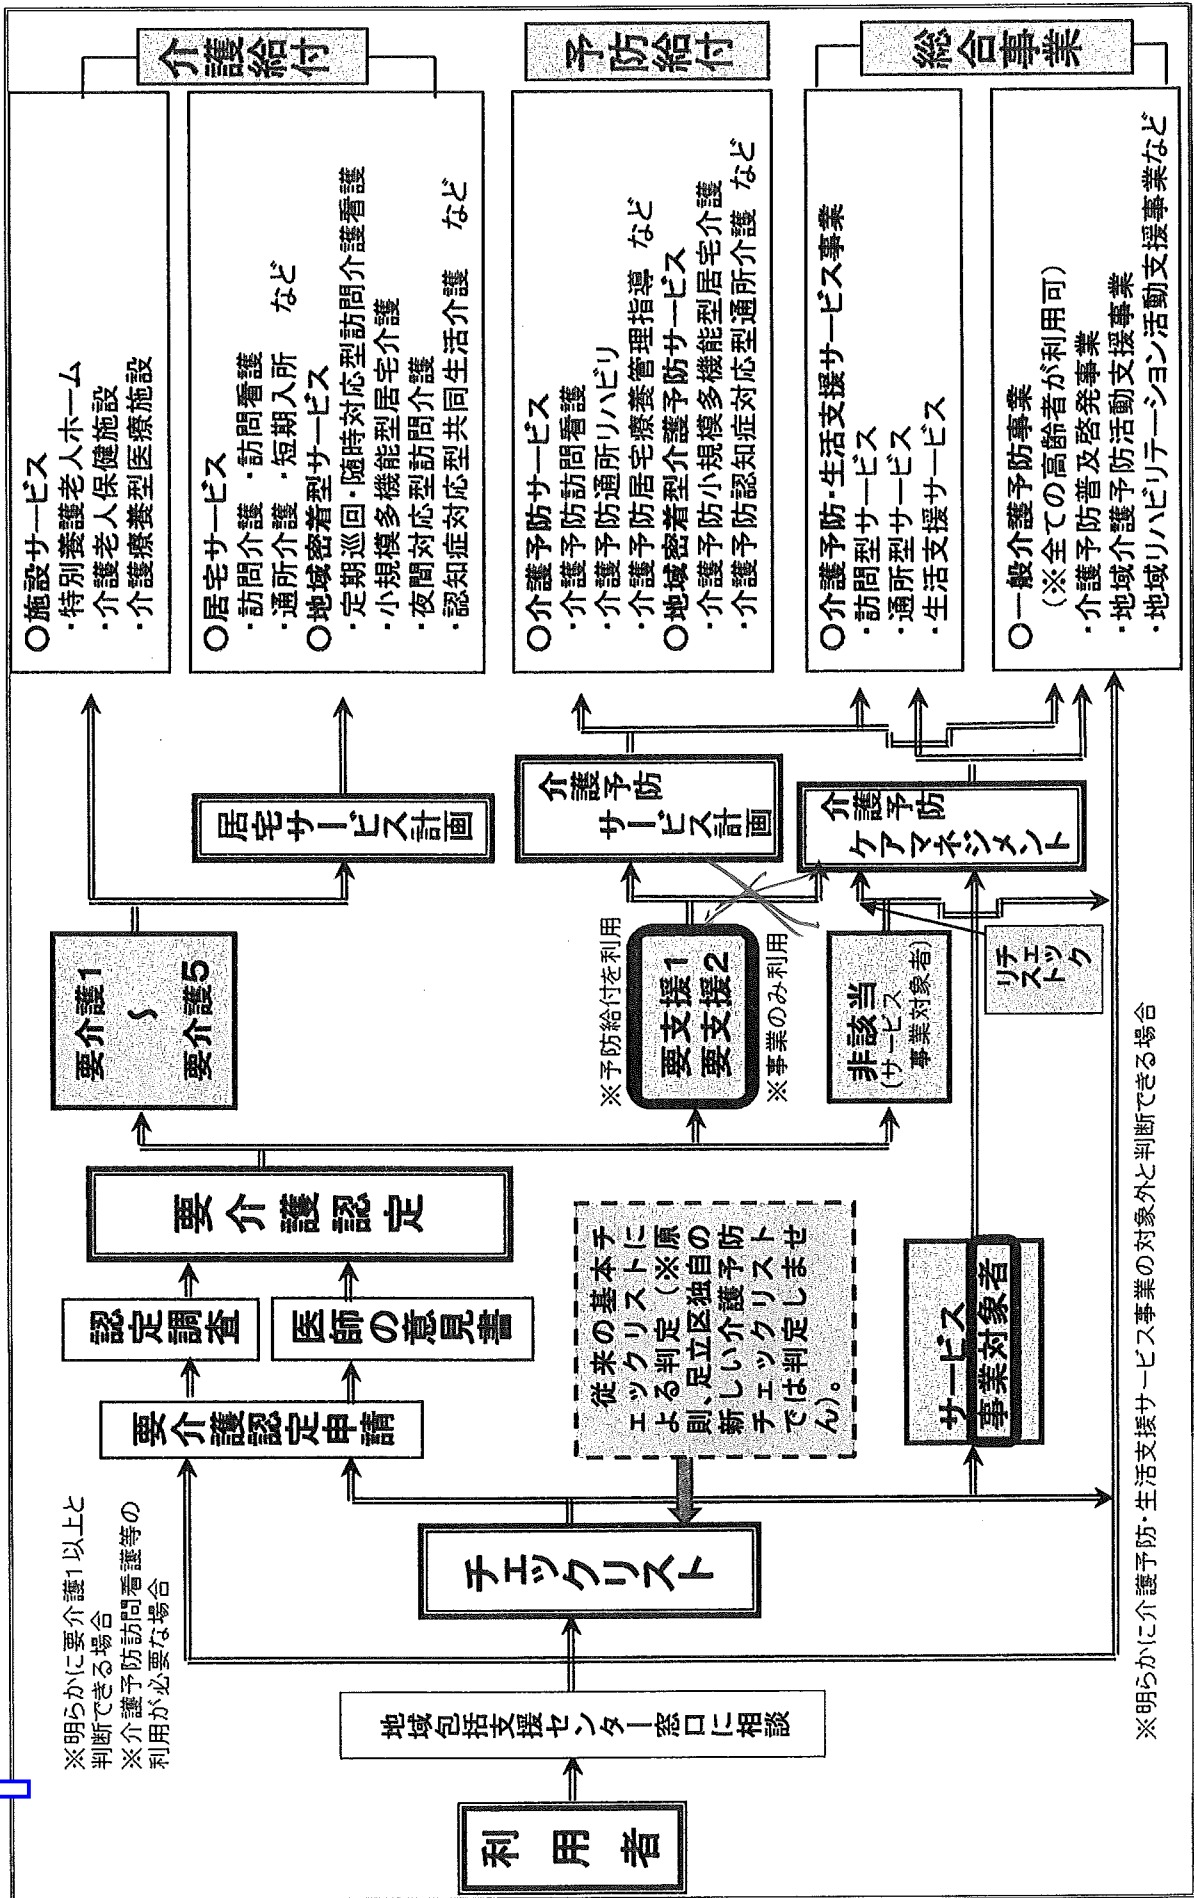 利用者
地域包括支援センター窓口に相談
※明らかに要介護1以上と
判断できる場合
※介護予防訪問看護等の
利用が必要な場合
チェックリスト
従来の基本チ
ェックリストに
よる判定（※原
則、足立区独自の
新しい介護予防
チェックリスト
では判定しませ
ん）。
要介護認定申請
認定調査
医師の意見書
サービス
事業対象者
要介護認定
要介護1
～
要介護5
※予防給付を利用
要支援1
要支援2
※事業のみ利用
非該当
(サービス
事業対象者)
チェック
リスト
居宅サービス計画
介護予防
サービス計画
介護予防
ケアマネジメント
介護給付
○施設サービス
・特別養護老人ホーム
・介護老人保健施設
・介護療養型医療施設
○居宅サービス
・訪問介護 ・訪問看護
・通所介護 ・短期入所 など
○地域密着型サービス
・定期巡回・随時対応型訪問介護看護
・小規模多機能型居宅介護
・夜間対応型訪問介護
・認知症対応型共同生活介護 など
予防給付
○介護予防サービス
・介護予防訪問看護
・介護予防通所リハビリ
・介護予防居宅療養管理指導 など
○地域密着型介護予防サービス
・介護予防小規模多機能型居宅介護
・介護予防認知症対応型通所介護 など
総合事業
○介護予防・生活支援サービス事業
・訪問型サービス
・通所型サービス
・生活支援サービス
○一般介護予防事業
(※全ての高齢者が利用可)
・介護予防普及啓発事業
・地域介護予防活動支援事業
・地域リハビリテーション活動支援事業など
※明らかに介護予防・生活支援サービス事業の対象外と判断できる場合